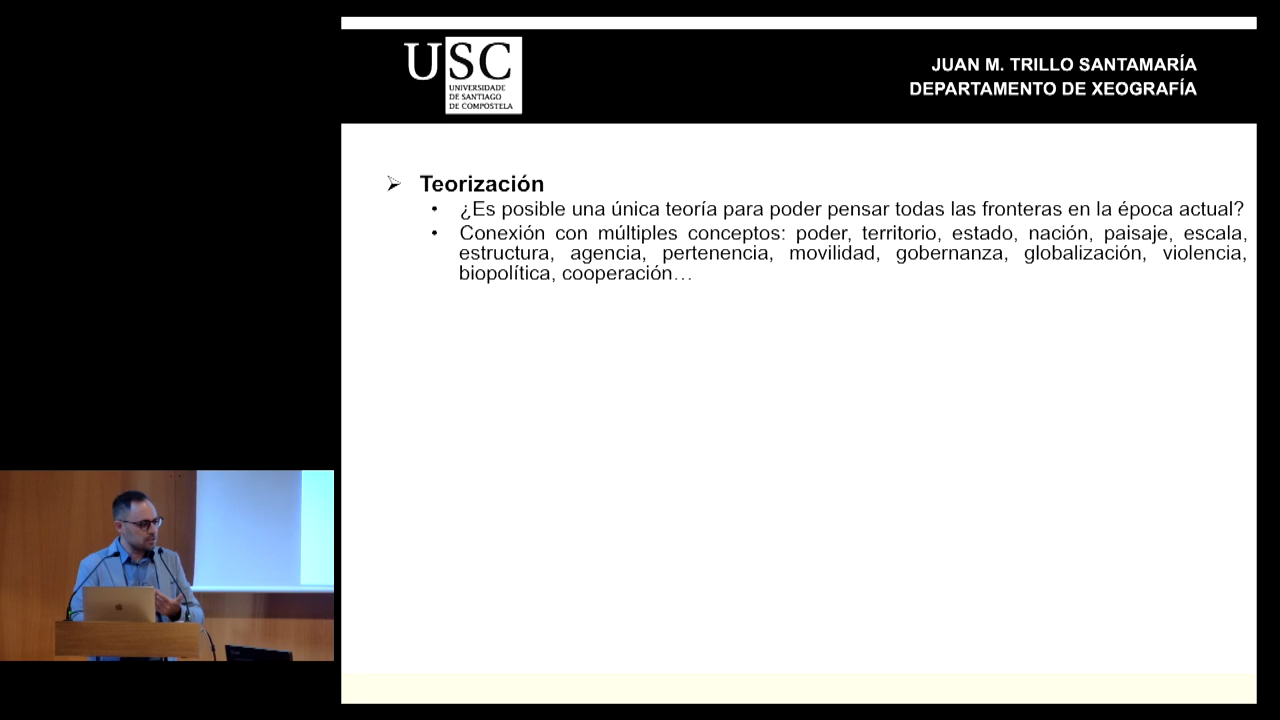 USC
UNIVERSIDADE
DE SANTIAGO
DE COMPOSTELA
JUAN M. TRILLO SANTAMARÍA
DEPARTAMENTO DE XEOGRAFÍA
➢ Teorización
• ¿Es posible una única teoría para poder pensar todas las fronteras en la época actual?
• Conexión con múltiples conceptos: poder, territorio, estado, nación, paisaje, escala,
estructura, agencia, pertenencia, movilidad, gobernanza, globalización, violencia,
biopolítica, cooperación…